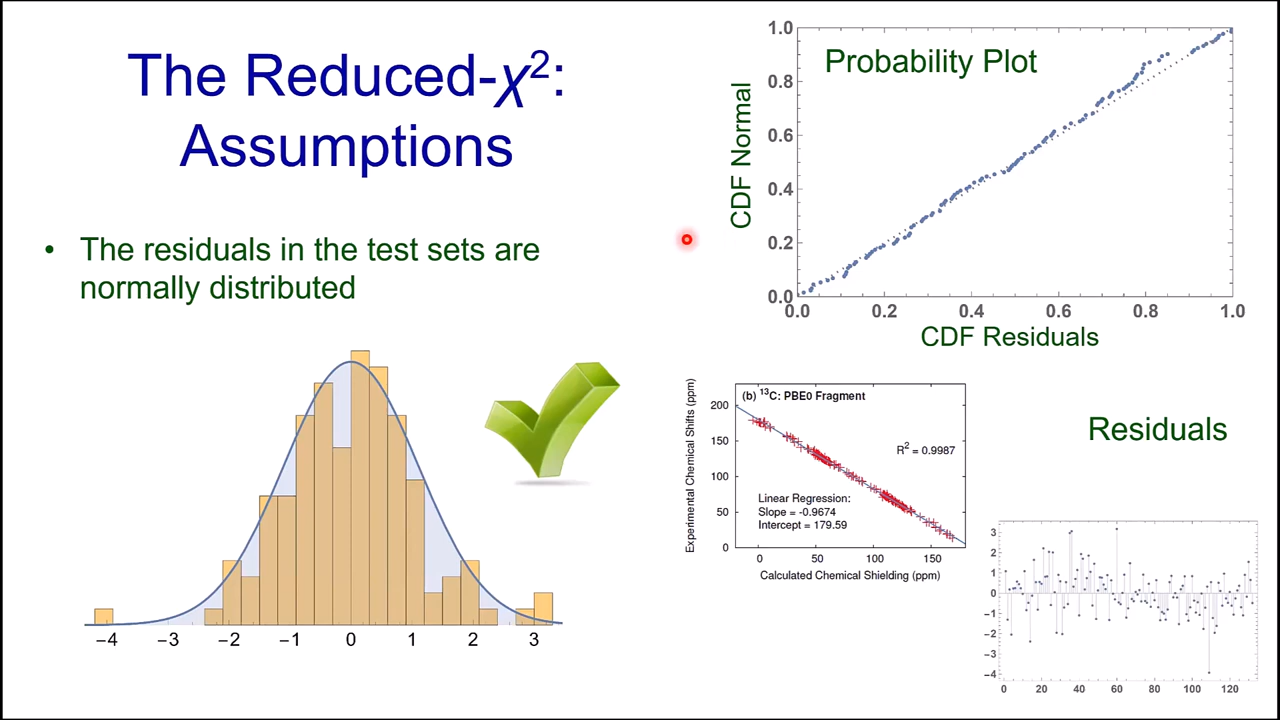 The Reduced-χ²:
Assumptions
• The residuals in the test sets are
normally distributed
−4 −3 −2 −1 0 1 2 3
Probability Plot
CDF Normal
1.0
0.8
0.6
0.4
0.2
0.0
0.0 0.2 0.4 0.6 0.8 1.0
CDF Residuals
(b) ¹³C: PBE0 Fragment
R² = 0.9987
Linear Regression:
Slope = -0.9674
Intercept = 179.59
Experimental Chemical Shifts (ppm)
200
150
100
50
0
0 50 100 150
Calculated Chemical Shielding (ppm)
Residuals
3
2
1
0
−1
−2
−3
−4
0 20 40 60 80 100 120